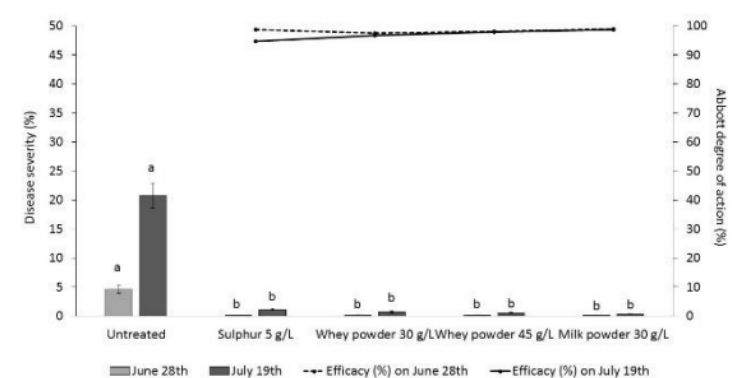 50 100
45 90
40 80
35 70
30 60
25 50
20 40
15 30
10 20
5 10
0 0
Disease severity (%)
Abbott degree of action (%)
a a b b b b b b b b
Untreated Sulphur 5 g/L Whey powder 30 g/L Whey powder 45 g/L Milk powder 30 g/L
June 28th July 19th Efficacy (%) on June 28th Efficacy (%) on July 19th